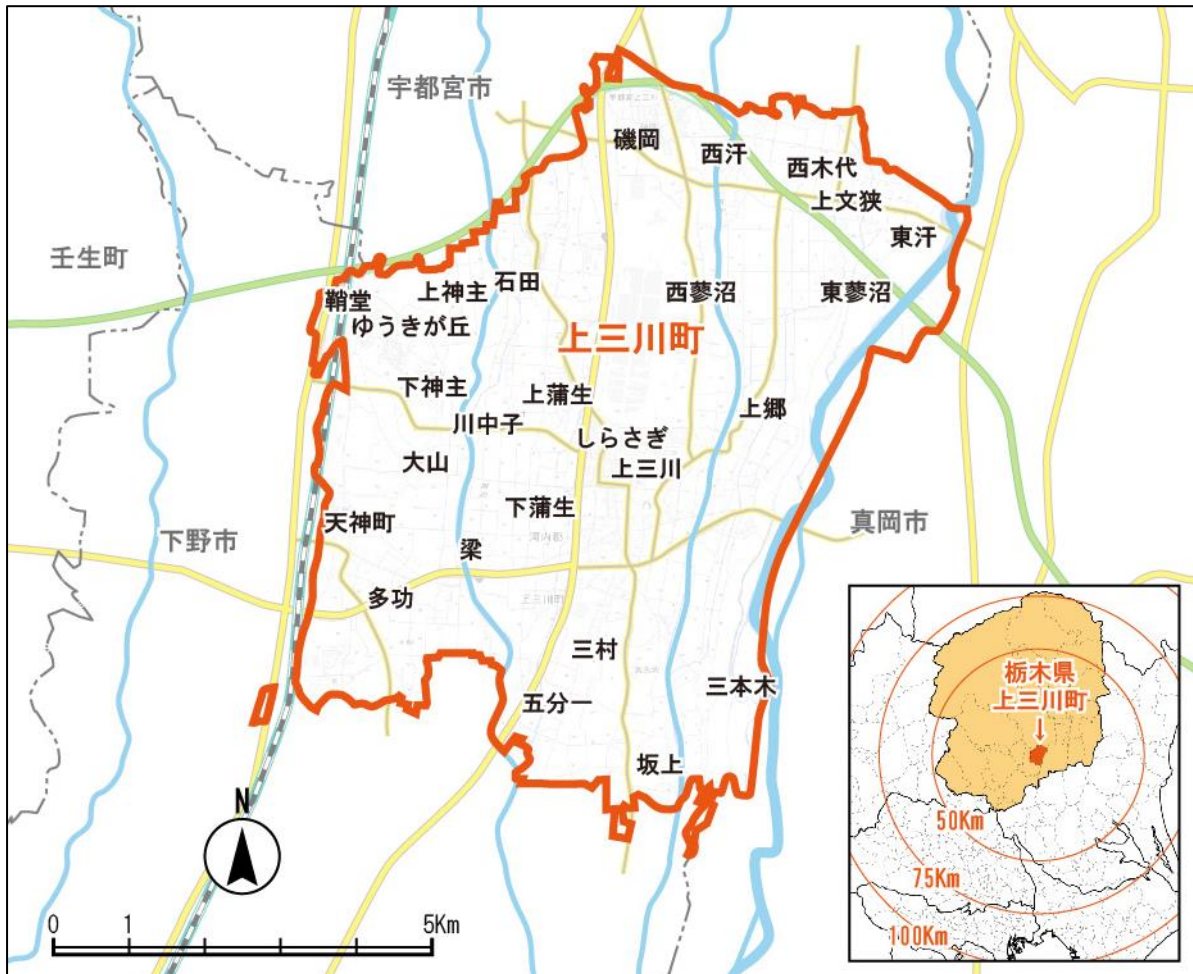 宇都宮市
磯岡
西汗
西木代
上文狭
東汗
壬生町
鞘堂
上神主
石田
西蓼沼
東蓼沼
ゆうきが丘
上三川町
下神主
上蒲生
川中子
しらさぎ
上郷
大山
上三川
天神町
下蒲生
下野市
真岡市
梁
多功
三村
三本木
五分一
坂上
N
0 1 5Km
栃木県
上三川町
50Km
75Km
100Km